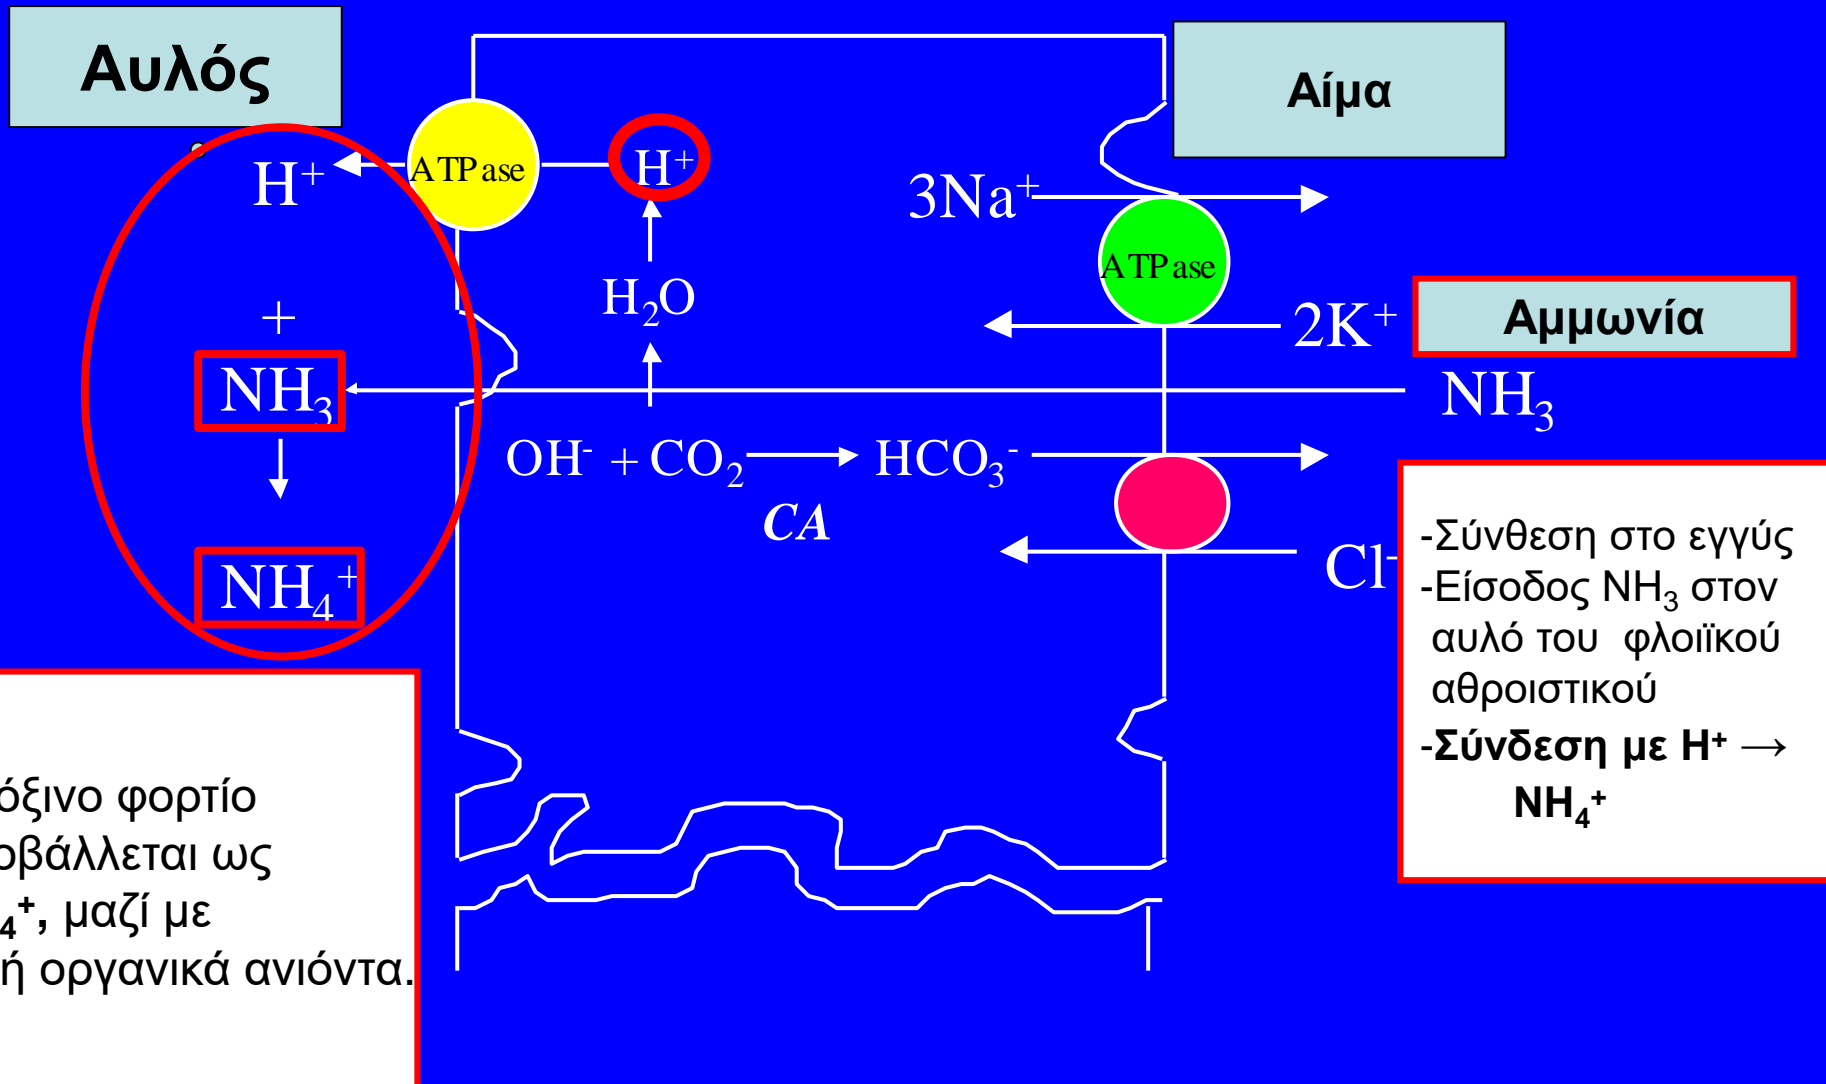 Αυλός
Αίμα
H⁺
ATPase
H⁺
3Na⁺
ATPase
H₂O
2K⁺
Αμμωνία
+
NH₃
NH₃
OH⁻ + CO₂
HCO₃⁻
CA
Cl⁻
NH₄⁺
-Σύνθεση στο εγγύς
-Είσοδος NH₃ στον
αυλό του φλοιϊκού
αθροιστικού
-Σύνδεση με H⁺ →
NH₄⁺
όξινο φορτίο
οβάλλεται ως
₄⁺, μαζί με
ή οργανικά ανιόντα.